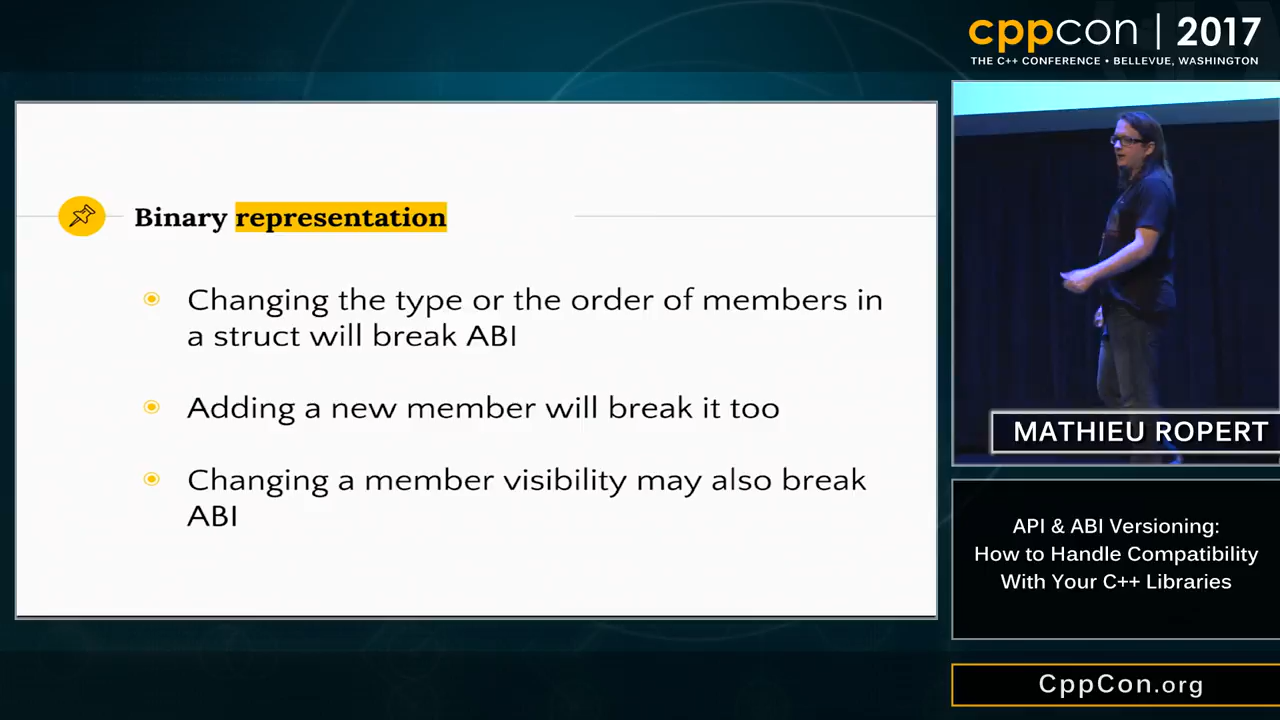 cppcon | 2017
THE C++ CONFERENCE • BELLEVUE, WASHINGTON
Binary representation
Changing the type or the order of members in
a struct will break ABI
Adding a new member will break it too
Changing a member visibility may also break
ABI
MATHIEU ROPERT
API & ABI Versioning:
How to Handle Compatibility
With Your C++ Libraries
CppCon.org